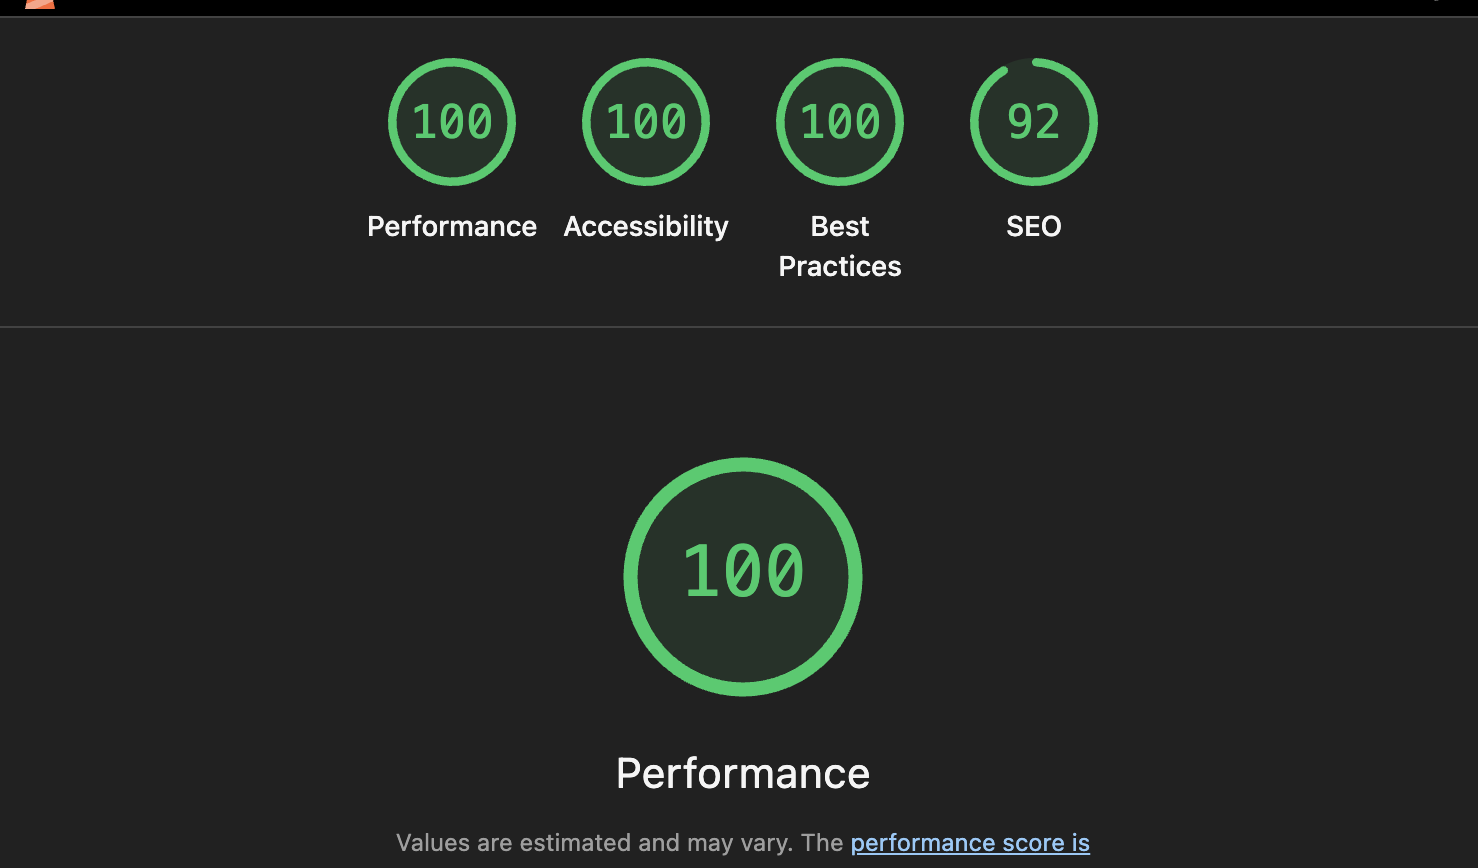 100
100
100
92
Performance
Accessibility
Best
Practices
SEO
100
Performance
Values are estimated and may vary. The performance score is